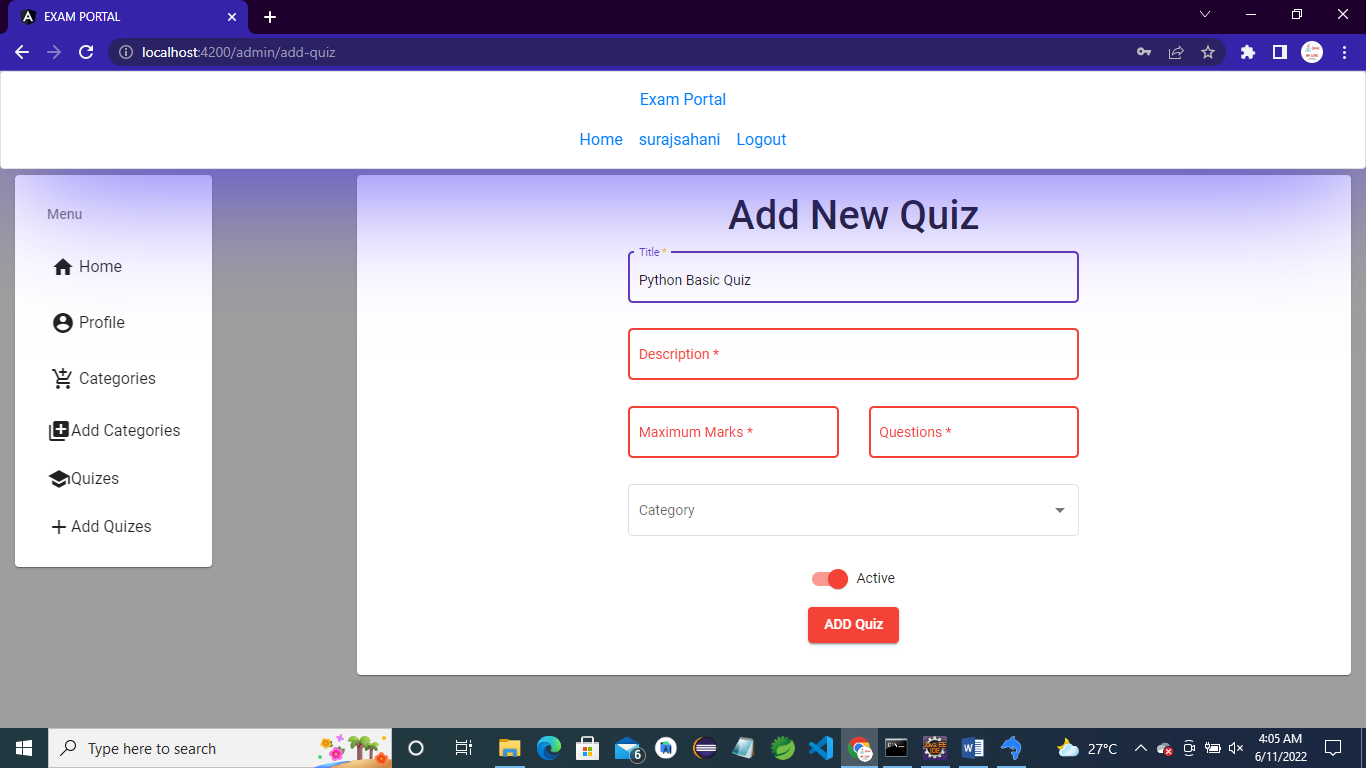 EXAM PORTAL
localhost:4200/admin/add-quiz
Exam Portal
Home surajsahani Logout
Menu
Home
Profile
Categories
Add Categories
Quizes
Add Quizes
Add New Quiz
Title *
Python Basic Quiz
Description *
Maximum Marks * Questions *
Category
Active
ADD Quiz
Type here to search
6
27°C
4:05 AM
6/11/2022